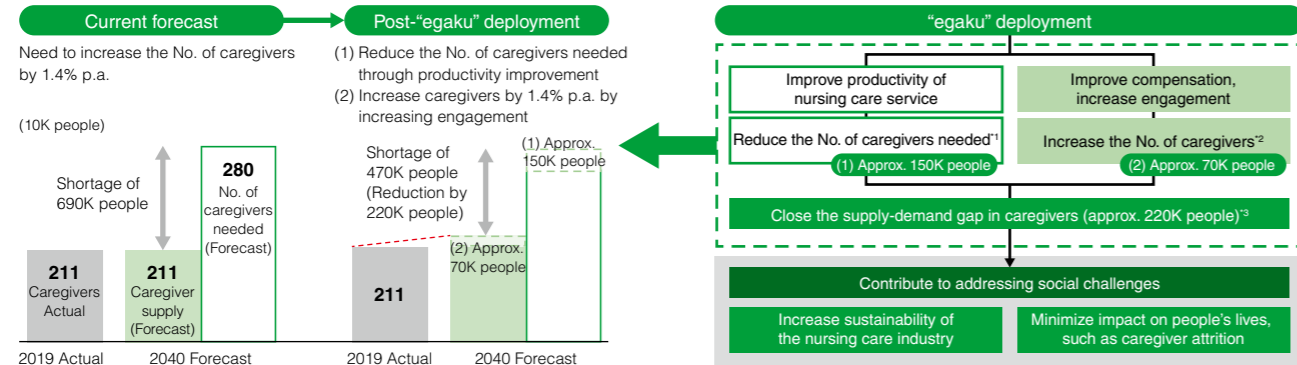 Current forecast
Need to increase the No. of caregivers
by 1.4% p.a.
(10K people)
Shortage of
690K people
280
No. of
caregivers
needed
(Forecast)
211
Caregivers
Actual
211
Caregiver
supply
(Forecast)
2019 Actual
2040 Forecast
Post-“egaku” deployment
(1) Reduce the No. of caregivers needed
through productivity improvement
(2) Increase caregivers by 1.4% p.a. by
increasing engagement
Shortage of
470K people
(Reduction by
220K people)
(1) Approx.
150K people
(2) Approx.
70K people
211
2019 Actual
2040 Forecast
“egaku” deployment
Improve productivity of
nursing care service
Improve compensation,
increase engagement
Reduce the No. of caregivers needed*1
(1) Approx. 150K people
Increase the No. of caregivers*2
(2) Approx. 70K people
Close the supply-demand gap in caregivers (approx. 220K people)*3
Contribute to addressing social challenges
Increase sustainability of
the nursing care industry
Minimize impact on people’s lives,
such as caregiver attrition